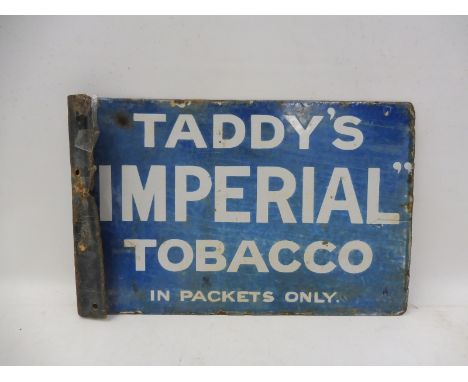 TADDY'S
IMPERIAL"
TOBACCO
IN PACKETS ONLY.